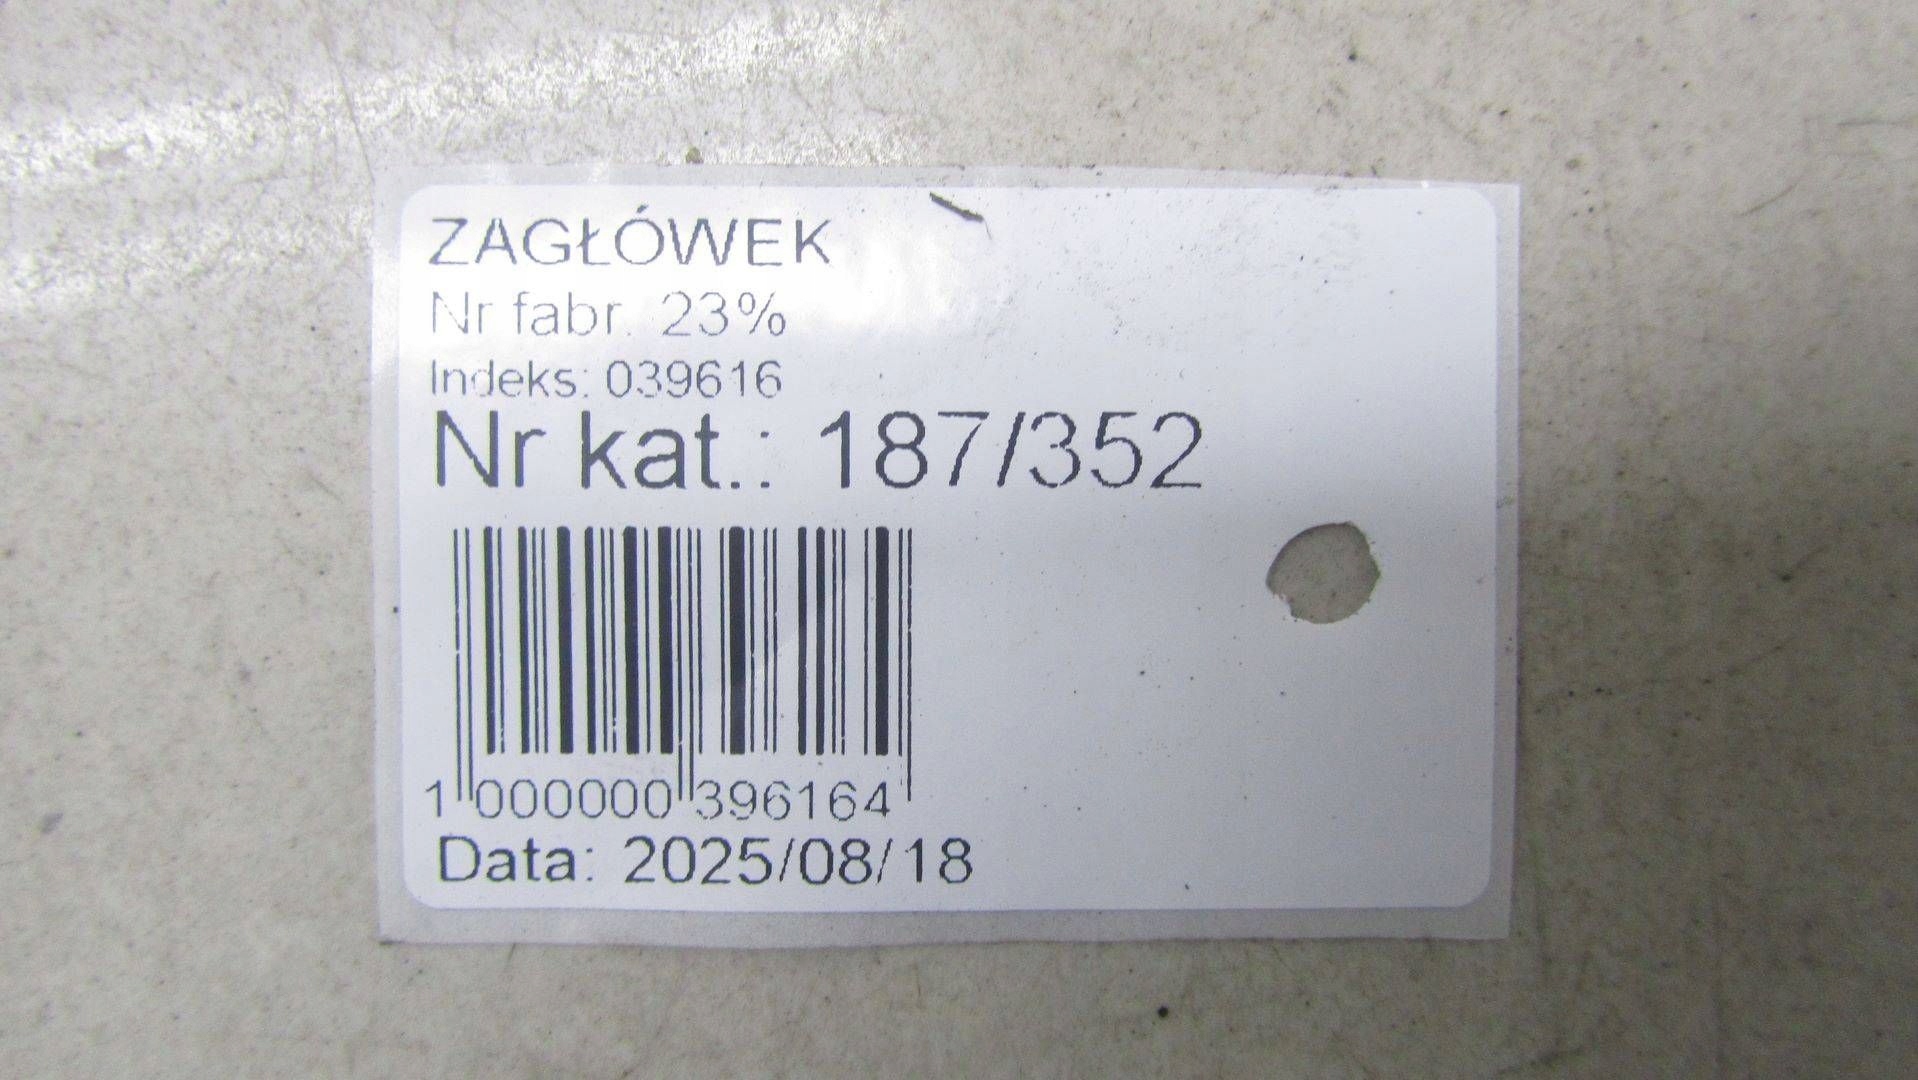 ZAGŁÓWEK
Nr fabr. 23%
Indeks: 039616
Nr kat.: 187/352
1 000000 396164
Data: 2025/08/18